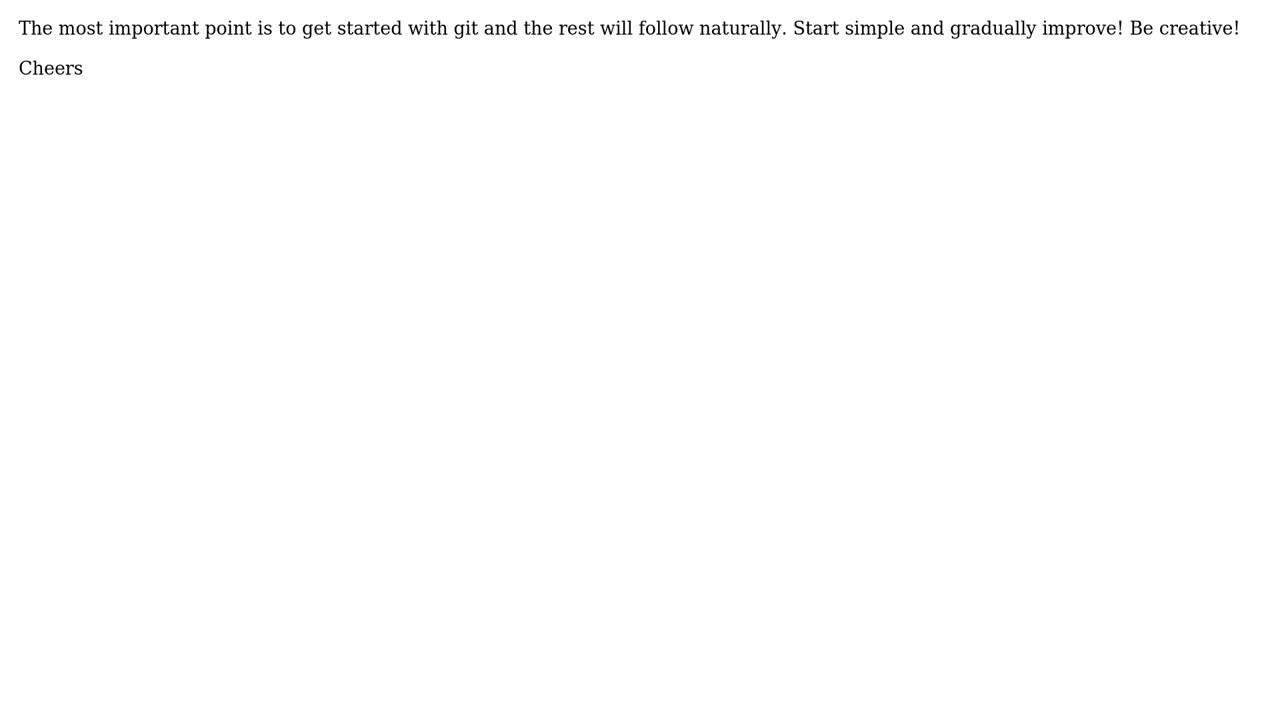 The most important point is to get started with git and the rest will follow naturally. Start simple and gradually improve! Be creative!
Cheers